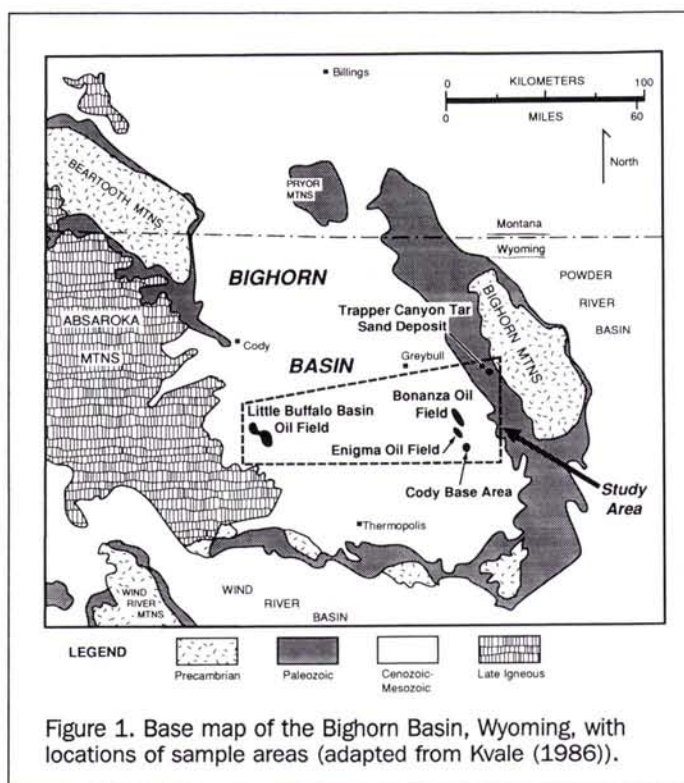 Billings
0 KILOMETERS 100
0 MILES 60
North
BEARTOOTH MTNS
PRYOR
MTNS
Montana
Wyoming
BIGHORN
POWDER
RIVER
BASIN
BIGHORN MTNS
ABSAROKA
MTNS
Trapper Canyon Tar
Sand Deposit
Cody
Greybull
BASIN
Little Buffalo Basin
Oil Field
Bonanza Oil
Field
Enigma Oil Field
Cody Base Area
Study
Area
Thermopolis
WIND
RIVER
MTNS
WIND
RIVER
BASIN
LEGEND
Precambrian
Paleozoic
Cenozoic-
Mesozoic
Late Igneous
Figure 1. Base map of the Bighorn Basin, Wyoming, with
locations of sample areas (adapted from Kvale (1986)).